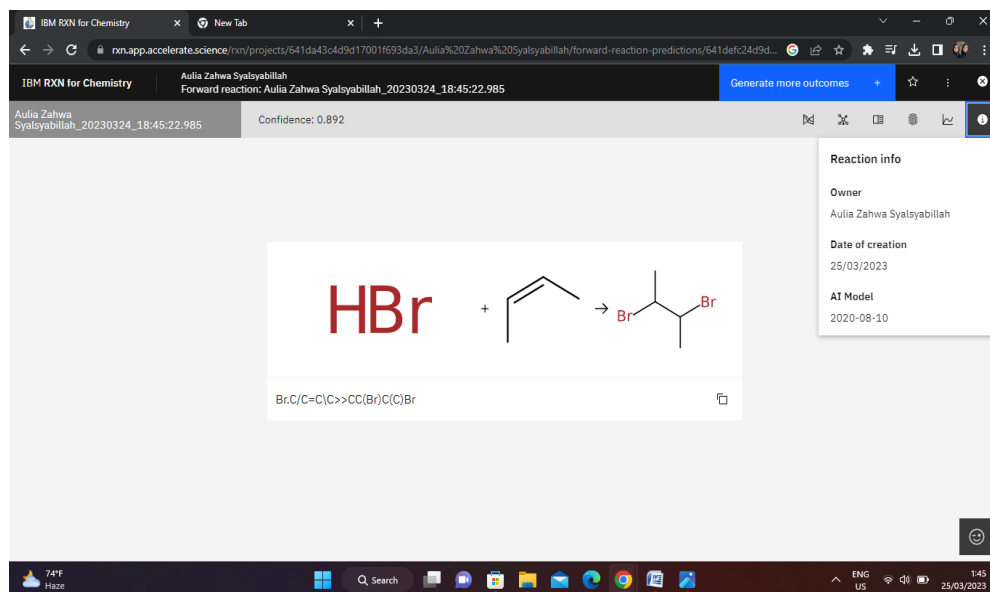 IBM RXN for Chemistry
New Tab
rxn.app.accelerate.science/rxn/projects/641da43c4d9d17001f693da3/Aulia%20Zahwa%20Syalsyabillah/forward-reaction-predictions/641defc24d9d...
IBM RXN for Chemistry
Aulia Zahwa Syalsyabillah
Forward reaction: Aulia Zahwa Syalsyabillah_20230324_18:45:22.985
Generate more outcomes +
Aulia Zahwa
Syalsyabillah_20230324_18:45:22.985
Confidence: 0.892
Reaction info
Owner
Aulia Zahwa Syalsyabillah
Date of creation
25/03/2023
AI Model
2020-08-10
HBr + → Br Br
Br.C/C=C\C>>CC(Br)C(C)Br
74°F
Haze
Search
ENG
US
1:45
25/03/2023